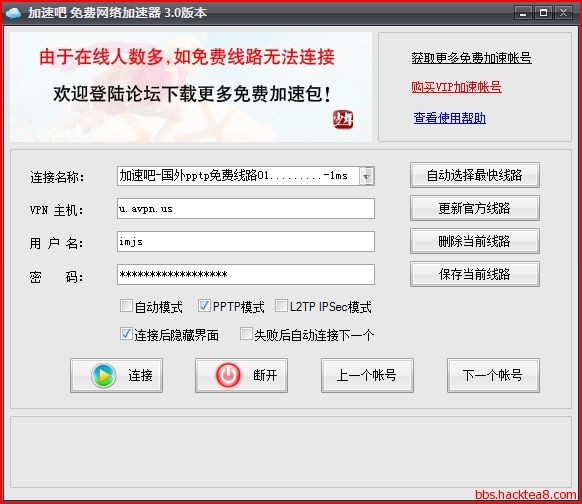 加速吧 免费网络加速器 3.0版本
由于在线人数多,如免费线路无法连接
欢迎登陆论坛下载更多免费加速包!
获取更多免费加速帐号
购买VIP加速帐号
查看使用帮助
连接名称: 加速吧-国外pptp免费线路01.........-1ms 自动选择最快线路
VPN 主机: u.avpn.us 更新官方线路
用 户 名: imjs 删除当前线路
密 码: ****************** 保存当前线路
自动模式 PPTP模式 L2TP IPSec模式
连接后隐藏界面 失败后自动连接下一个
连接 断开 上一个帐号 下一个帐号
bbs.hacktea8.com